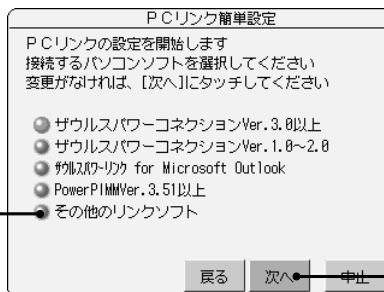 ＰＣリンク簡単設定
ＰＣリンクの設定を開始します
接続するパソコンソフトを選択してください
変更がなければ、［次へ］にタッチしてください
ザウルスパワーコネクションVer.3.0以上
ザウルスパワーコネクションVer.1.0～2.0
ｻﾞｳﾙｽﾊﾟﾜｰﾘﾝｸ for Microsoft Outlook
PowerPIMMVer.3.51以上
その他のリンクソフト
戻る 次へ 中止